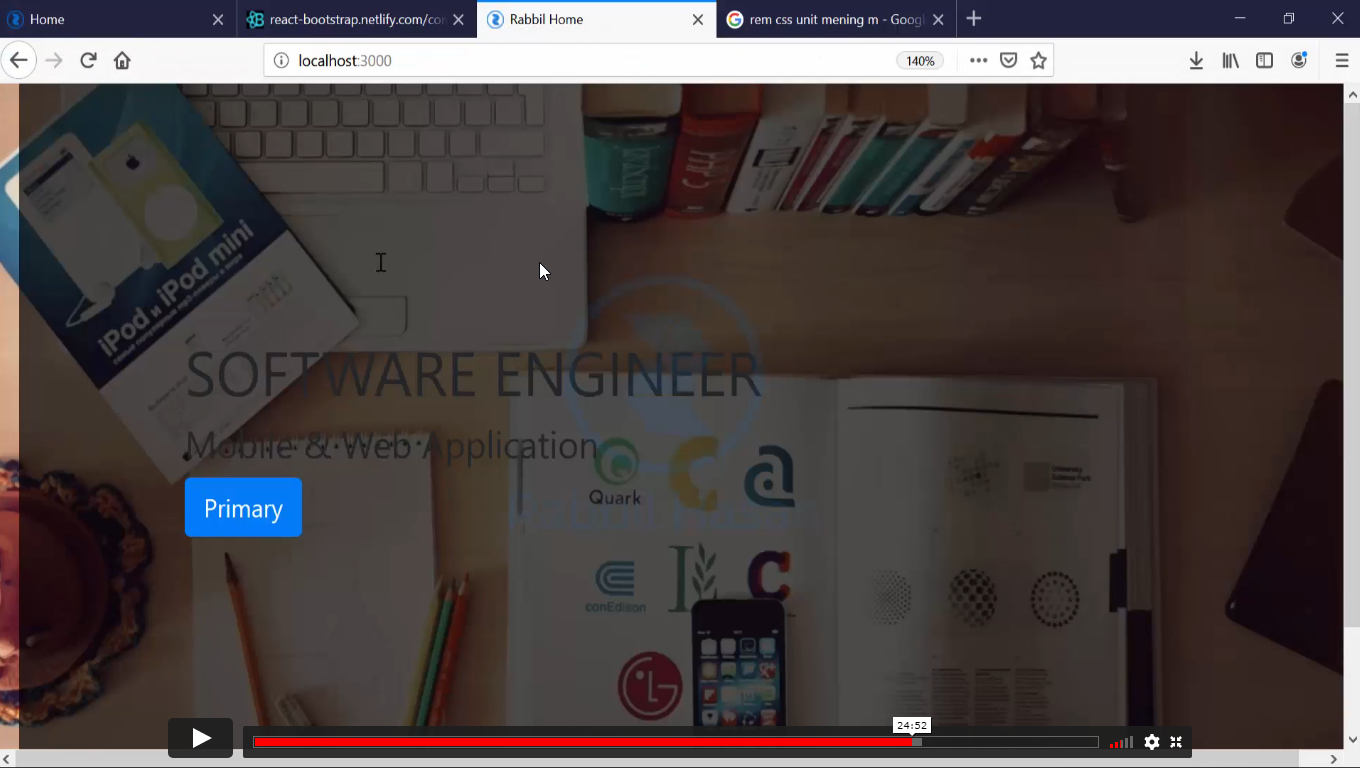 Home
react-bootstrap.netlify.com/con
Rabbil Home
rem css unit mening m - Googl
localhost:3000
140%
iPod и iPod mini
SOFTWARE ENGINEER
Mobile & Web Application
Quark
Primary
conEdison
LG
24:52